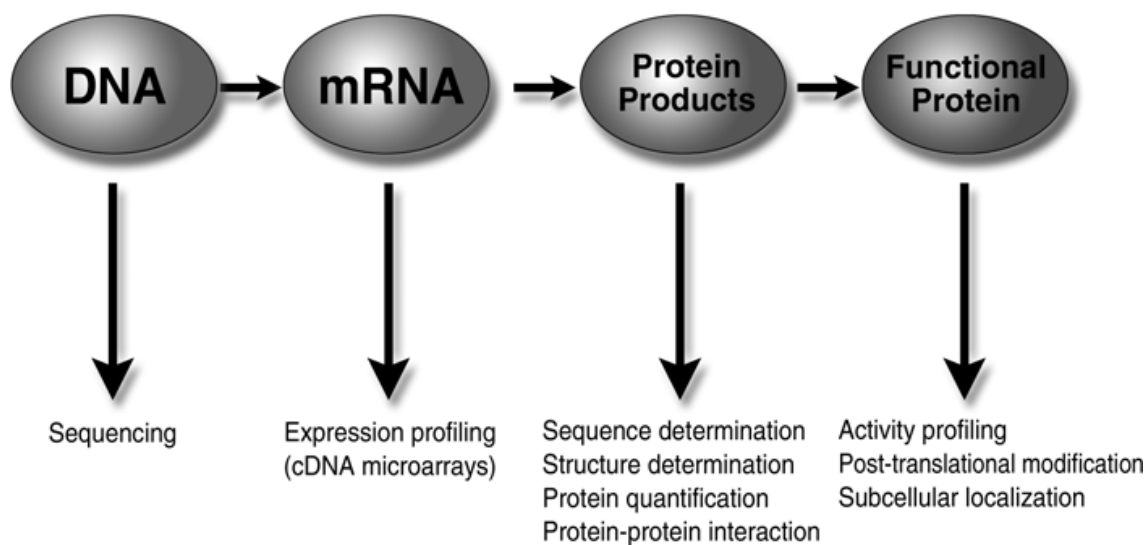 DNA
mRNA
Protein
Products
Functional
Protein
Sequencing
Expression profiling
(cDNA microarrays)
Sequence determination
Structure determination
Protein quantification
Protein-protein interaction
Activity profiling
Post-translational modification
Subcellular localization